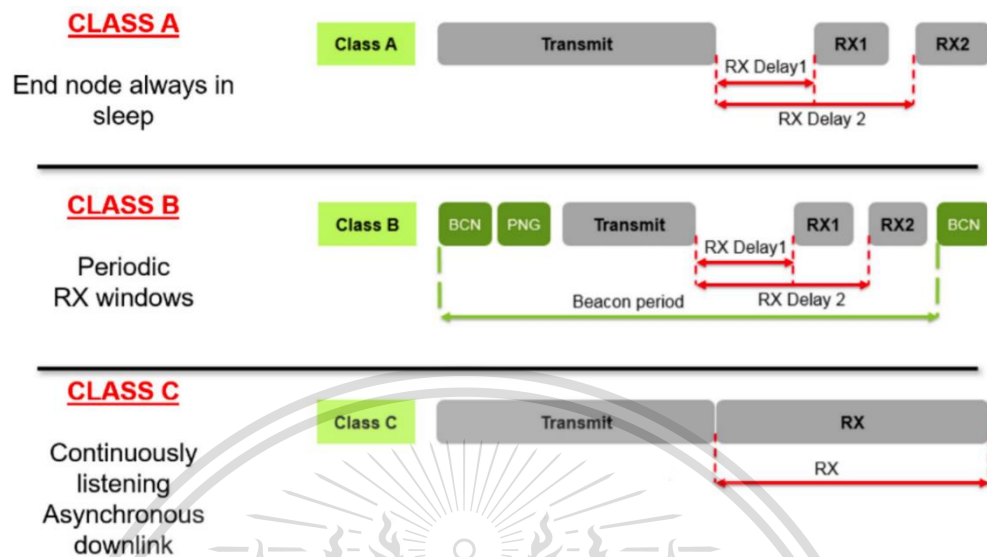 CLASS A
End node always in
sleep
Class A
Transmit
RX1
RX2
RX Delay1
RX Delay 2
CLASS B
Periodic
RX windows
Class B
BCN
PNG
Transmit
RX1
RX2
BCN
RX Delay1
RX Delay 2
Beacon period
CLASS C
Continuously
listening
Asynchronous
downlink
Class C
Transmit
RX
RX